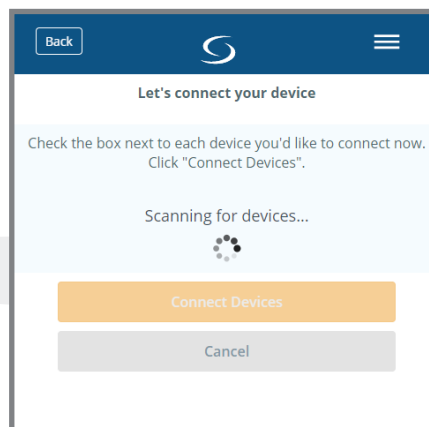 Back
Let's connect your device
Check the box next to each device you'd like to connect now.
Click "Connect Devices".
Scanning for devices...
Connect Devices
Cancel